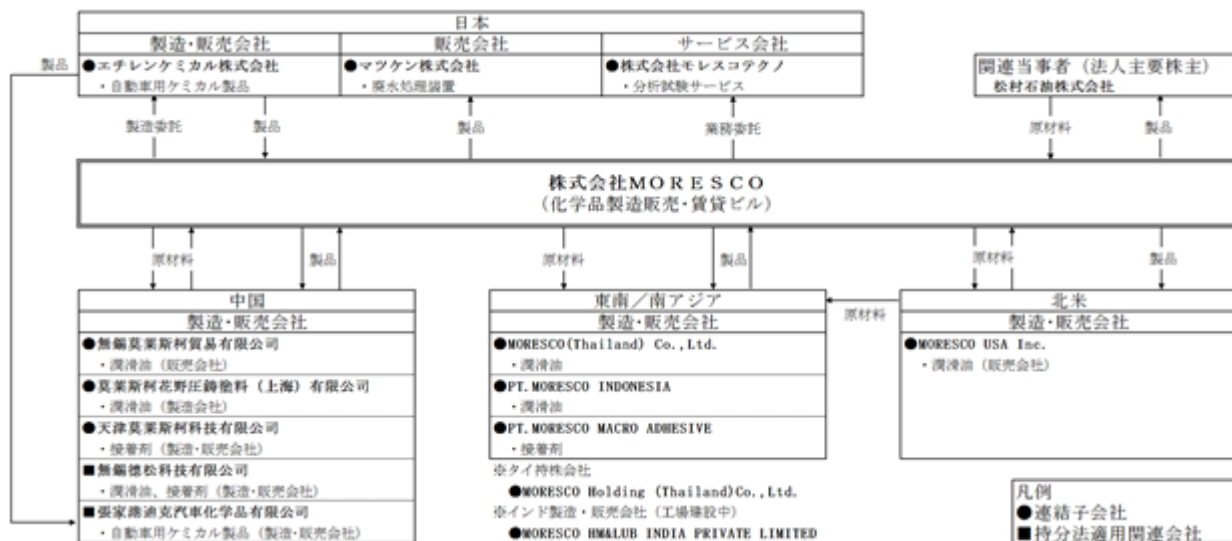 日本
製造・販売会社
販売会社
サービス会社
●エチレンケミカル株式会社
・自動車用ケミカル製品
●マツケン株式会社
・廃水処理装置
●株式会社モレスコテクノ
・分析試験サービス
関連当事者（法人主要株主）
松村石油株式会社
製品
製造委託
製品
製品
業務委託
原材料
製品
株式会社ＭＯＲＥＳＣＯ
（化学品製造販売・賃貸ビル）
原材料
製品
原材料
製品
原材料
製品
中国
製造・販売会社
●無錫莫莱斯柯貿易有限公司
・潤滑油（販売会社）
●莫莱斯柯花野圧鋳塗料（上海）有限公司
・潤滑油（製造会社）
●天津莫莱斯柯科技有限公司
・接着剤（製造・販売会社）
■無錫徳松科技有限公司
・潤滑油、接着剤（製造・販売会社）
■張家港迪克汽車化学品有限公司
・自動車用ケミカル製品（製造・販売会社）
東南／南アジア
製造・販売会社
●MORESCO(Thailand) Co.,Ltd.
・潤滑油
●PT.MORESCO INDONESIA
・潤滑油
●PT.MORESCO MACRO ADHESIVE
・接着剤
※タイ持株会社
●MORESCO Holding (Thailand)Co.,Ltd.
※インド製造・販売会社（工場建設中）
●MORESCO HM&LUB INDIA PRIVATE LIMITED
原材料
北米
製造・販売会社
●MORESCO USA Inc.
・潤滑油（販売会社）
凡例
●連結子会社
■持分法適用関連会社